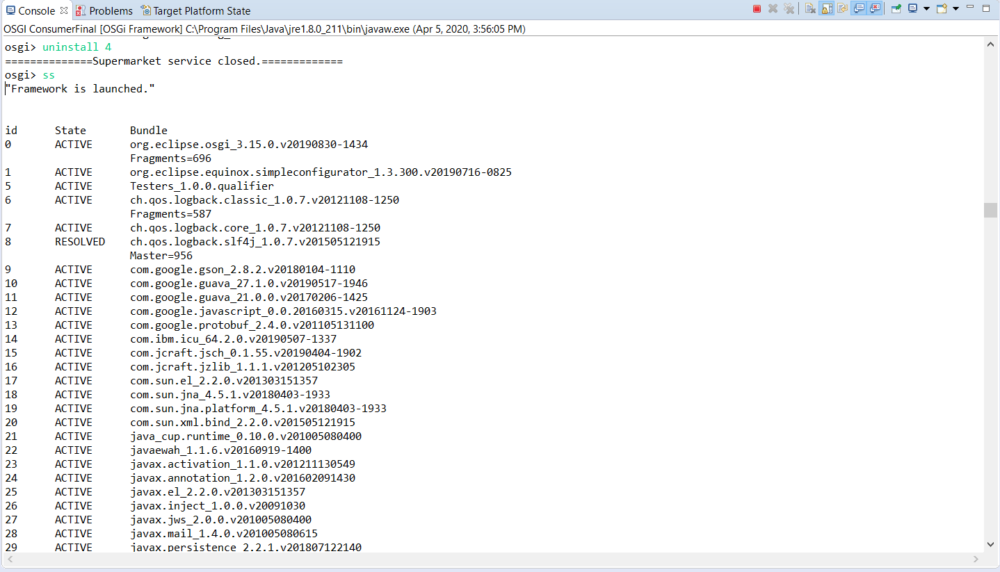 Console Problems Target Platform State
OSGI ConsumerFinal [OSGi Framework] C:\Program Files\Java\jre1.8.0_211\bin\javaw.exe (Apr 5, 2020, 3:56:05 PM)
osgi> uninstall 4
==============Supermarket service closed.=============
osgi> ss
"Framework is launched."
id State Bundle
0 ACTIVE org.eclipse.osgi_3.15.0.v20190830-1434
Fragments=696
1 ACTIVE org.eclipse.equinox.simpleconfigurator_1.3.300.v20190716-0825
5 ACTIVE Testers_1.0.0.qualifier
6 ACTIVE ch.qos.logback.classic_1.0.7.v20121108-1250
Fragments=587
7 ACTIVE ch.qos.logback.core_1.0.7.v20121108-1250
8 RESOLVED ch.qos.logback.slf4j_1.0.7.v201505121915
Master=956
9 ACTIVE com.google.gson_2.8.2.v20180104-1110
10 ACTIVE com.google.guava_27.1.0.v20190517-1946
11 ACTIVE com.google.guava_21.0.0.v20170206-1425
12 ACTIVE com.google.javascript_0.0.20160315.v20161124-1903
13 ACTIVE com.google.protobuf_2.4.0.v201105131100
14 ACTIVE com.ibm.icu_64.2.0.v20190507-1337
15 ACTIVE com.jcraft.jsch_0.1.55.v20190404-1902
16 ACTIVE com.jcraft.jzlib_1.1.1.v201205102305
17 ACTIVE com.sun.el_2.2.0.v201303151357
18 ACTIVE com.sun.jna_4.5.1.v20180403-1933
19 ACTIVE com.sun.jna.platform_4.5.1.v20180403-1933
20 ACTIVE com.sun.xml.bind_2.2.0.v201505121915
21 ACTIVE java_cup.runtime_0.10.0.v201005080400
22 ACTIVE javaewah_1.1.6.v20160919-1400
23 ACTIVE javax.activation_1.1.0.v201211130549
24 ACTIVE javax.annotation_1.2.0.v201602091430
25 ACTIVE javax.el_2.2.0.v201303151357
26 ACTIVE javax.inject_1.0.0.v20091030
27 ACTIVE javax.jws_2.0.0.v201005080400
28 ACTIVE javax.mail_1.4.0.v201005080615
29 ACTIVE javax.persistence_2.2.1.v201807122140